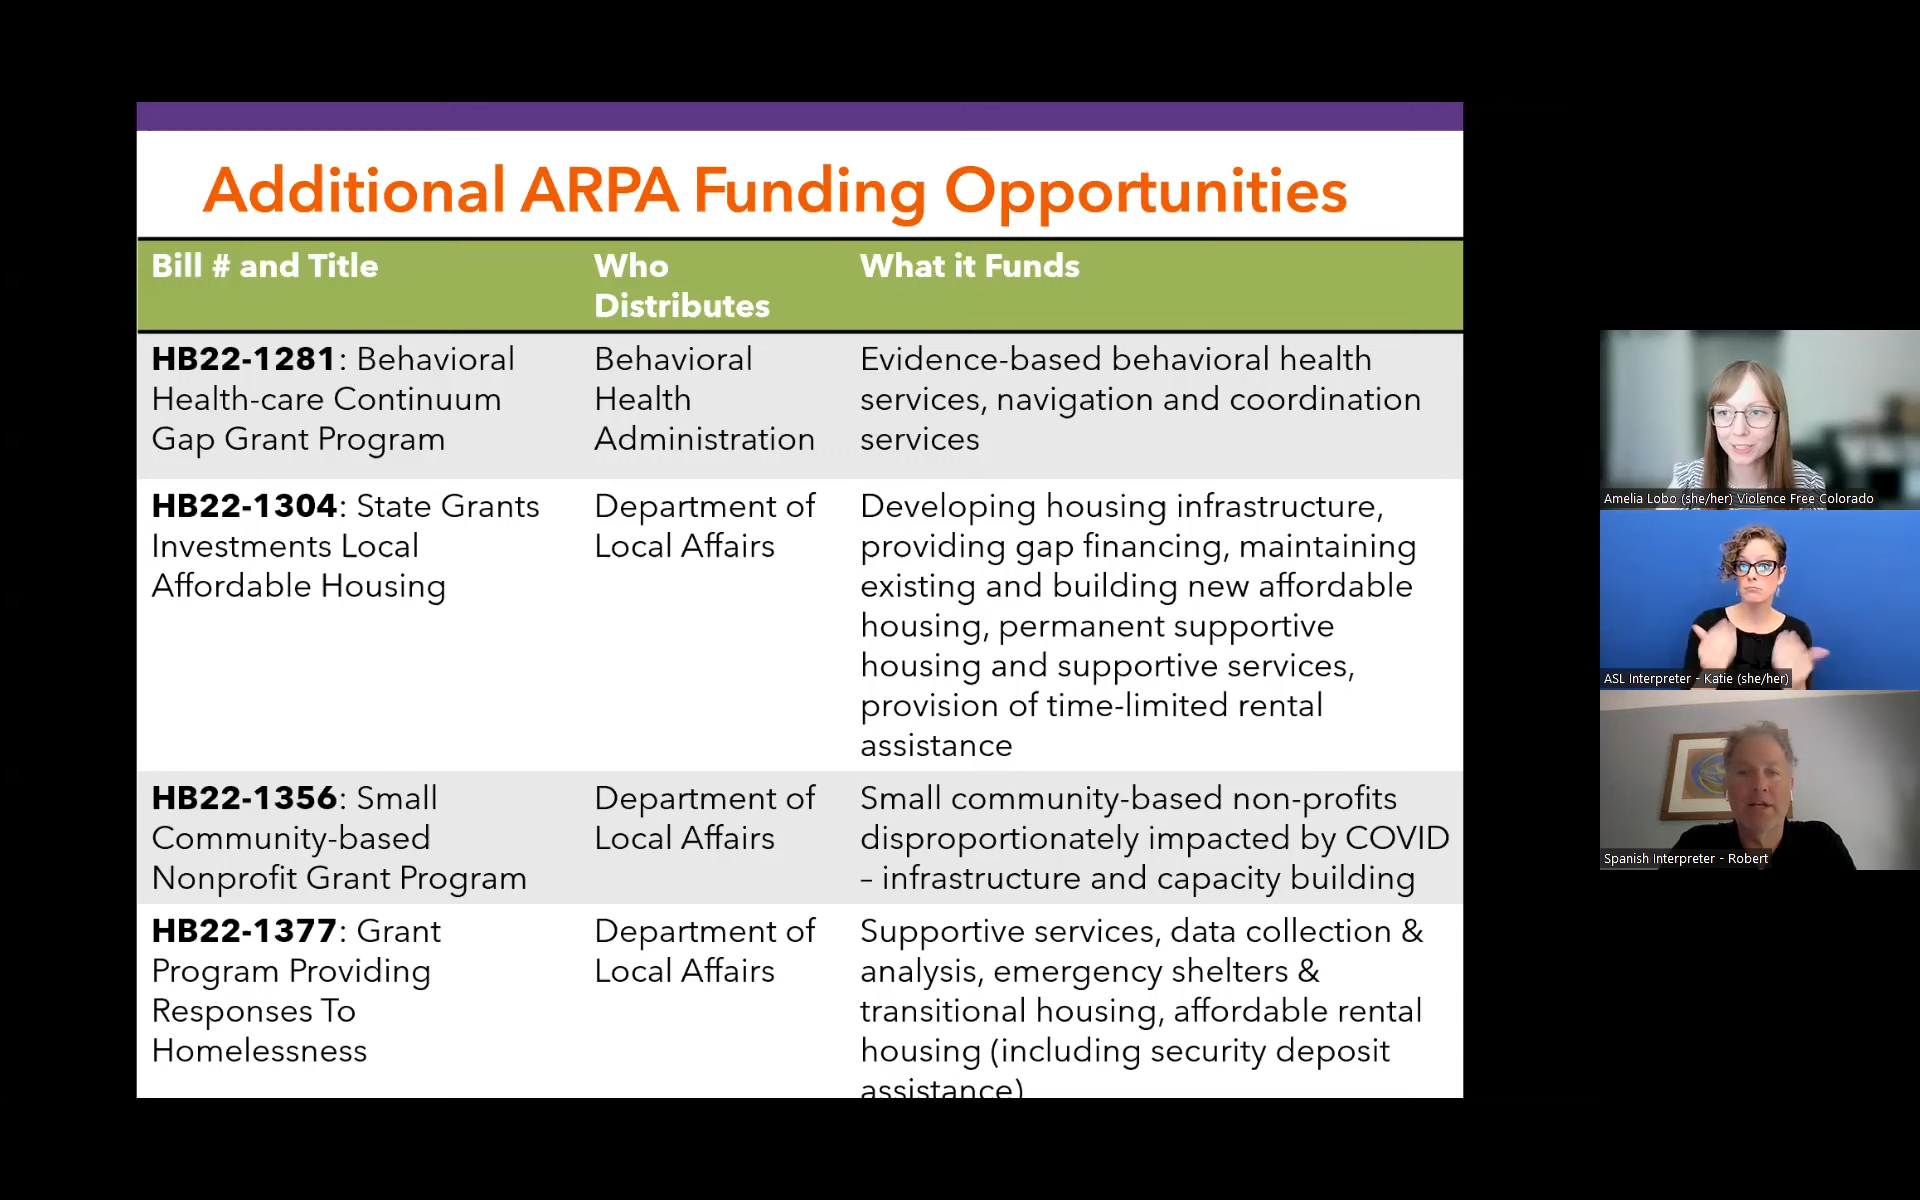 Additional ARPA Funding Opportunities
Bill # and Title
Who
Distributes
What it Funds
HB22-1281: Behavioral
Health-care Continuum
Gap Grant Program
Behavioral
Health
Administration
Evidence-based behavioral health
services, navigation and coordination
services
HB22-1304: State Grants
Investments Local
Affordable Housing
Department of
Local Affairs
Developing housing infrastructure,
providing gap financing, maintaining
existing and building new affordable
housing, permanent supportive
housing and supportive services,
provision of time-limited rental
assistance
HB22-1356: Small
Community-based
Nonprofit Grant Program
Department of
Local Affairs
Small community-based non-profits
disproportionately impacted by COVID
– infrastructure and capacity building
HB22-1377: Grant
Program Providing
Responses To
Homelessness
Department of
Local Affairs
Supportive services, data collection &
analysis, emergency shelters &
transitional housing, affordable rental
housing (including security deposit
assistance)
Amelia Lobo (she/her) Violence Free Colorado
ASL Interpreter - Katie (she/her)
Spanish Interpreter - Robert